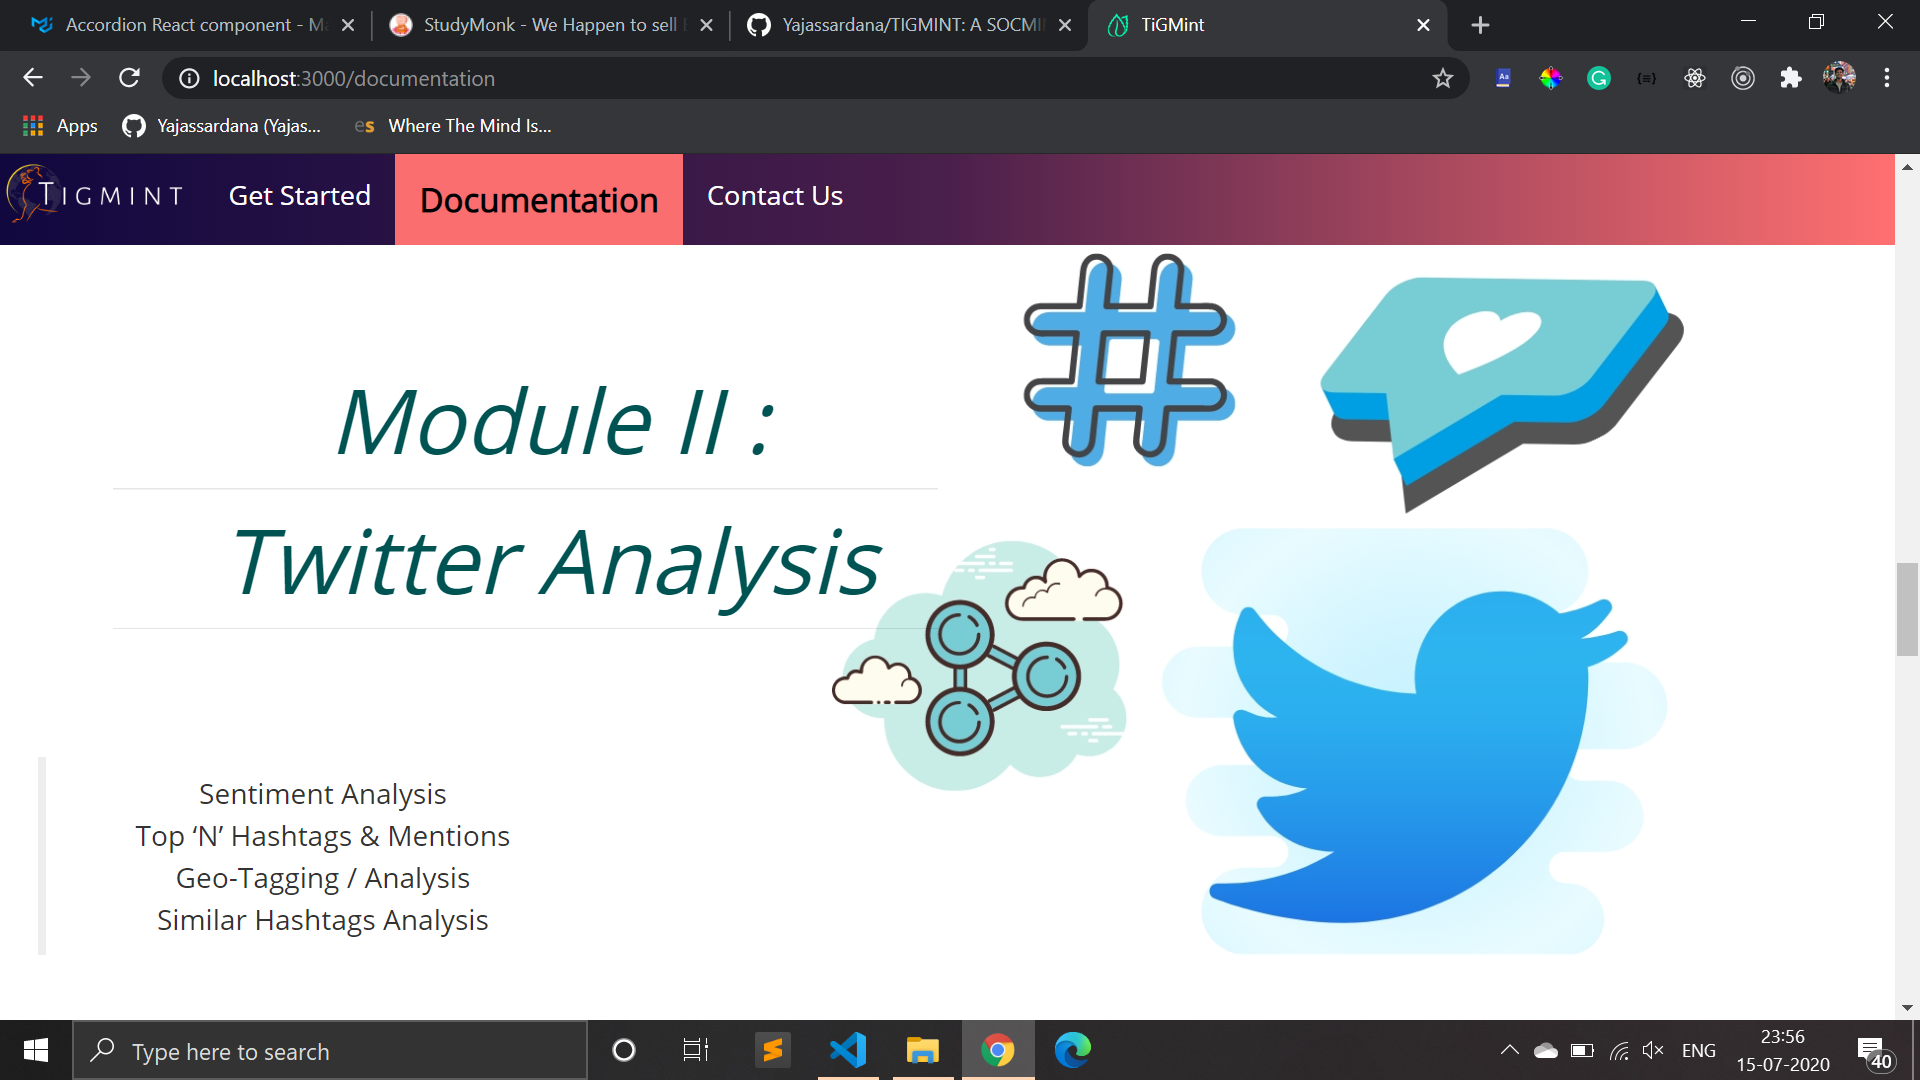 Accordion React component - Ma
StudyMonk - We Happen to sell
Yajassardana/TIGMINT: A SOCMI
TiGMint
localhost:3000/documentation
Apps
Yajassardana (Yajas...
es
Where The Mind Is...
TIGMINT
Get Started
Documentation
Contact Us
Module II :
Twitter Analysis
Sentiment Analysis
Top ‘N’ Hashtags & Mentions
Geo-Tagging / Analysis
Similar Hashtags Analysis
Type here to search
ENG
23:56
15-07-2020
40